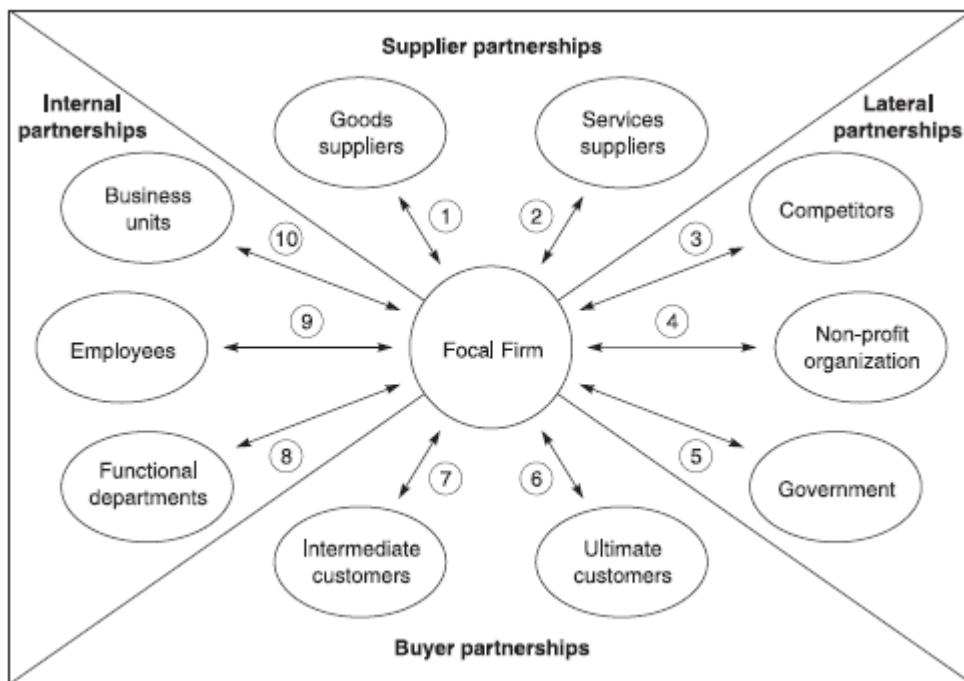 Supplier partnerships
Internal
partnerships
Lateral
partnerships
Goods
suppliers
Services
suppliers
Business
units
Competitors
1
2
10
3
9
4
Employees
Focal Firm
Non-profit
organization
8
7
6
5
Functional
departments
Government
Intermediate
customers
Ultimate
customers
Buyer partnerships